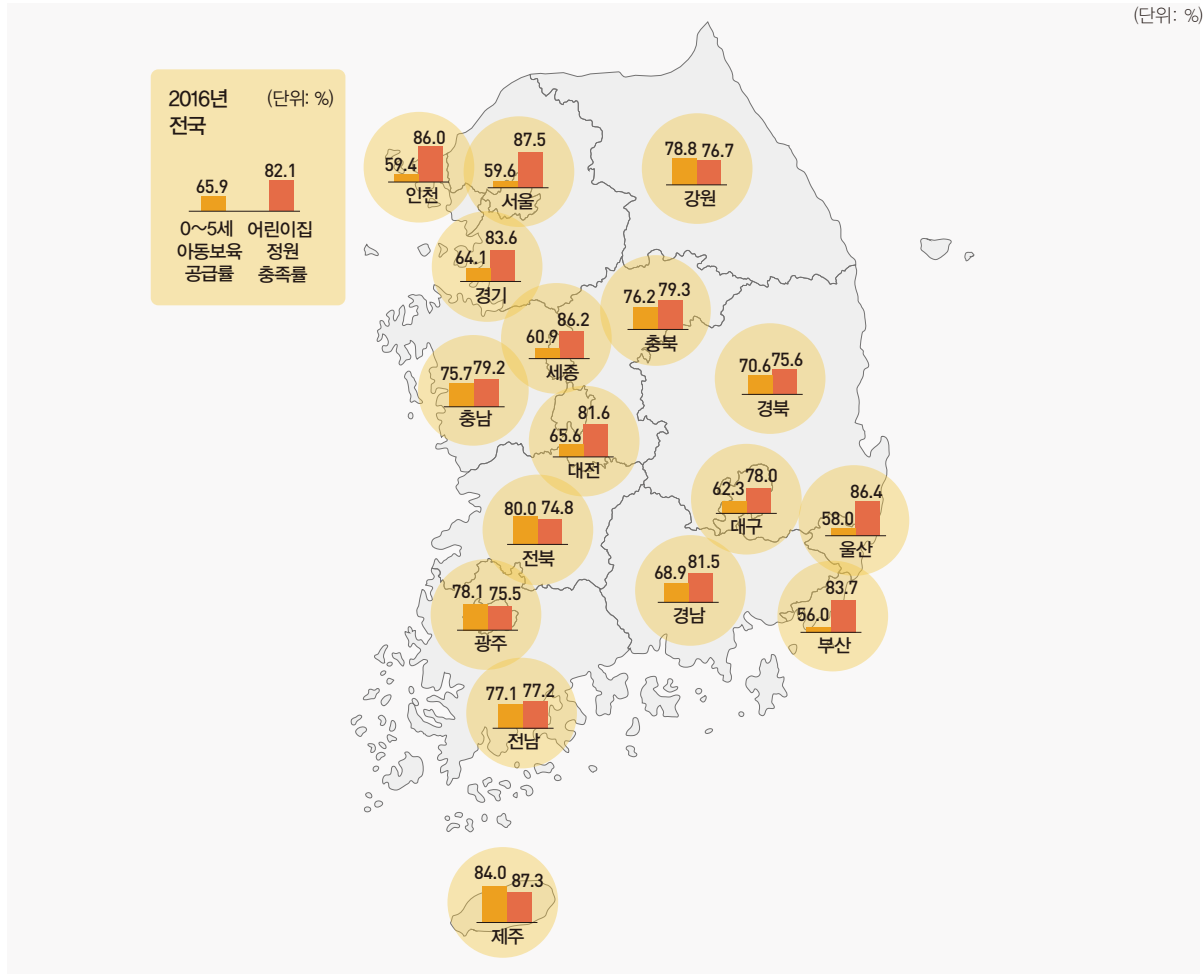 (단위: %)
2016년 (단위: %)
전국
65.9 82.1
0~5세 어린이집
아동보육 정원
공급률 충족률
59.4 86.0
인천
59.6 87.5
서울
78.8 76.7
강원
64.1 83.6
경기
76.2 79.3
충북
60.9 86.2
세종
75.7 79.2
충남
70.6 75.6
경북
65.6 81.6
대전
62.3 78.0
대구
58.0 86.4
울산
80.0 74.8
전북
68.9 81.5
경남
56.0 83.7
부산
78.1 75.5
광주
77.1 77.2
전남
84.0 87.3
제주